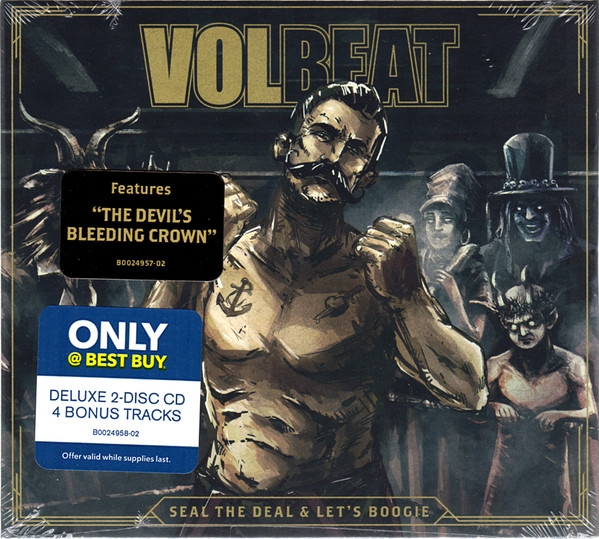 VOLBEAT
Features
"THE DEVIL'S
BLEEDING CROWN"
B0024957-02
ONLY
@ BEST BUY
DELUXE 2-DISC CD
4 BONUS TRACKS
B0024958-02
Offer valid while supplies last.
SEAL THE DEAL & LET'S BOOGIE